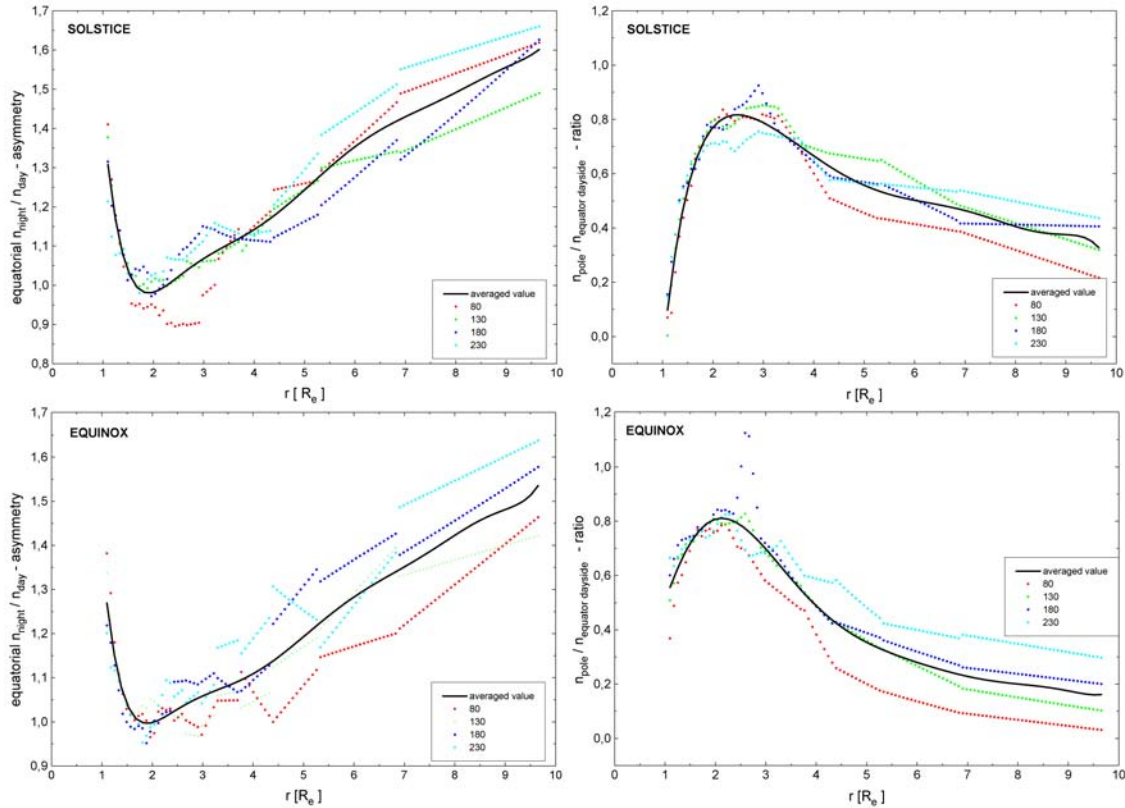 SOLSTICE
equatorial n_night / n_day - asymmetry
1,7
1,6
1,5
1,4
1,3
1,2
1,1
1,0
0,9
0,8
averaged value
80
130
180
230
0 1 2 3 4 5 6 7 8 9 10
r [ R_e ]
SOLSTICE
n_pole / n_equator dayside - ratio
1,2
1,0
0,8
0,6
0,4
0,2
0,0
averaged value
80
130
180
230
0 1 2 3 4 5 6 7 8 9 10
r [R_e]
EQUINOX
equatorial n_night / n_day - asymmetry
1,7
1,6
1,5
1,4
1,3
1,2
1,1
1,0
0,9
averaged value
80
130
180
230
0 1 2 3 4 5 6 7 8 9 10
r [ R_e ]
EQUINOX
n_pole / n_equator dayside - ratio
1,2
1,0
0,8
0,6
0,4
0,2
0,0
averaged value
80
130
180
230
0 1 2 3 4 5 6 7 8 9 10
r [R_e]